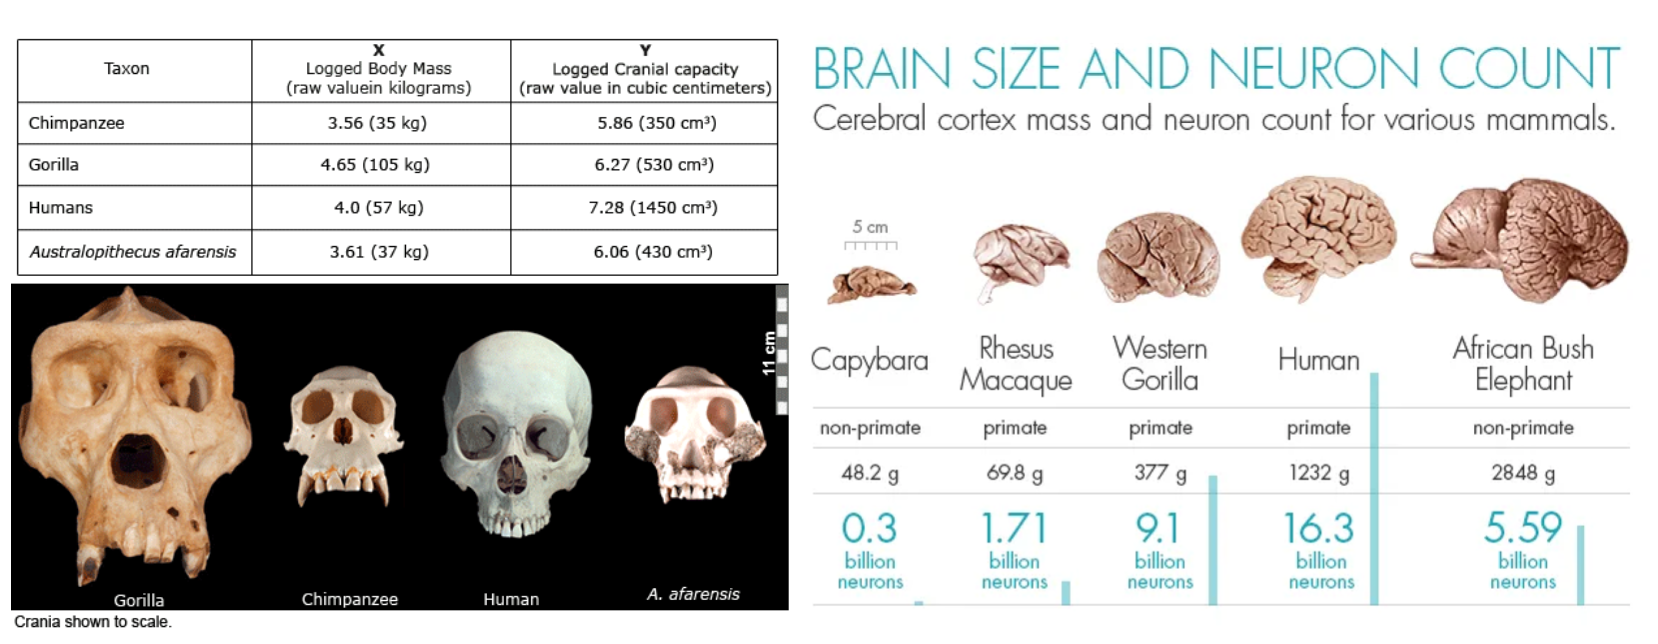 Taxon
X
Logged Body Mass
(raw valuein kilograms)
Y
Logged Cranial capacity
(raw value in cubic centimeters)
Chimpanzee 3.56 (35 kg) 5.86 (350 cm³)
Gorilla 4.65 (105 kg) 6.27 (530 cm³)
Humans 4.0 (57 kg) 7.28 (1450 cm³)
Australopithecus afarensis 3.61 (37 kg) 6.06 (430 cm³)
11 cm
Gorilla Chimpanzee Human A. afarensis
Crania shown to scale.
BRAIN SIZE AND NEURON COUNT
Cerebral cortex mass and neuron count for various mammals.
5 cm
Capybara
Rhesus
Macaque
Western
Gorilla
Human
African Bush
Elephant
non-primate primate primate primate non-primate
48.2 g 69.8 g 377 g 1232 g 2848 g
0.3 1.71 9.1 16.3 5.59
billion billion billion billion billion
neurons neurons neurons neurons neurons